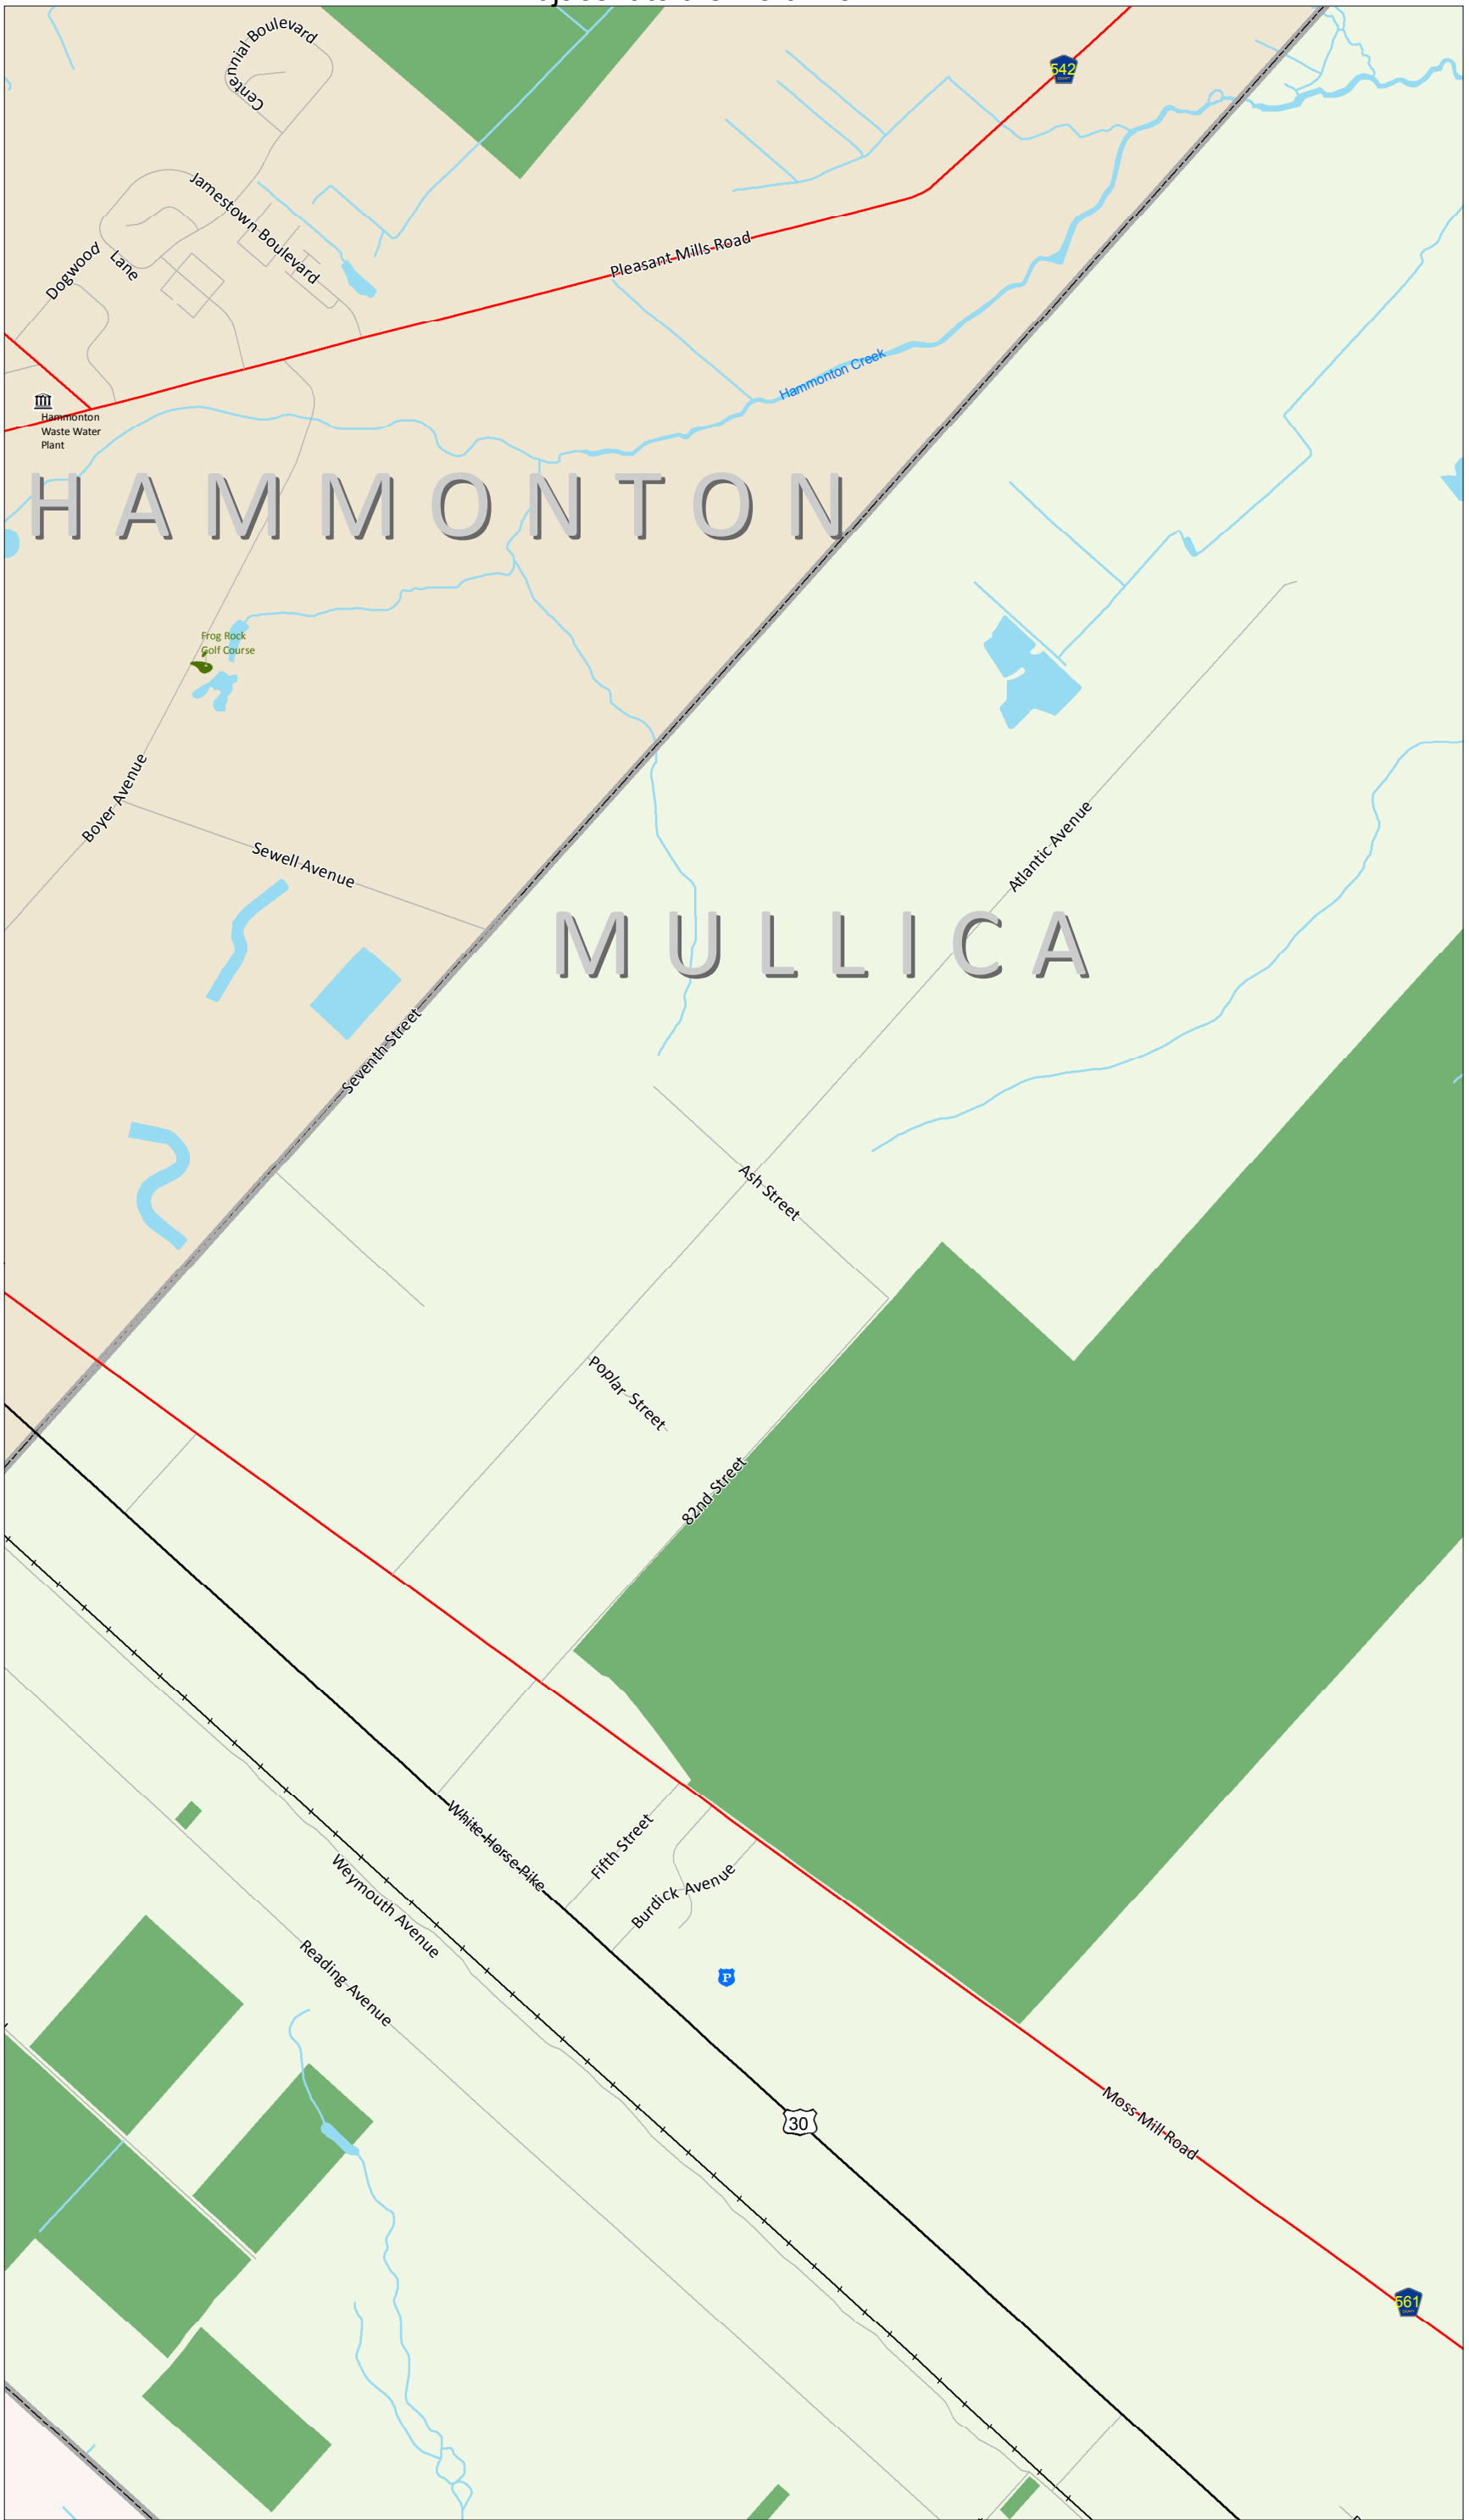 Centennial Boulevard
542
Jamestown Boulevard
Pleasant Mills Road
Dogwood
Lane
Hammonton Creek
Hammonton
Waste Water
Plant
HAMMONTON
Frog Rock
Golf Course
Boyer Avenue
Atlantic Avenue
Sewell Avenue
MULLICA
Seventh Street
Ash Street
Poplar Street
82nd Street
White Horse Pike
Fifth Street
Weymouth Avenue
Burdick Avenue
Reading Avenue
P
30
Moss Mill Road
561